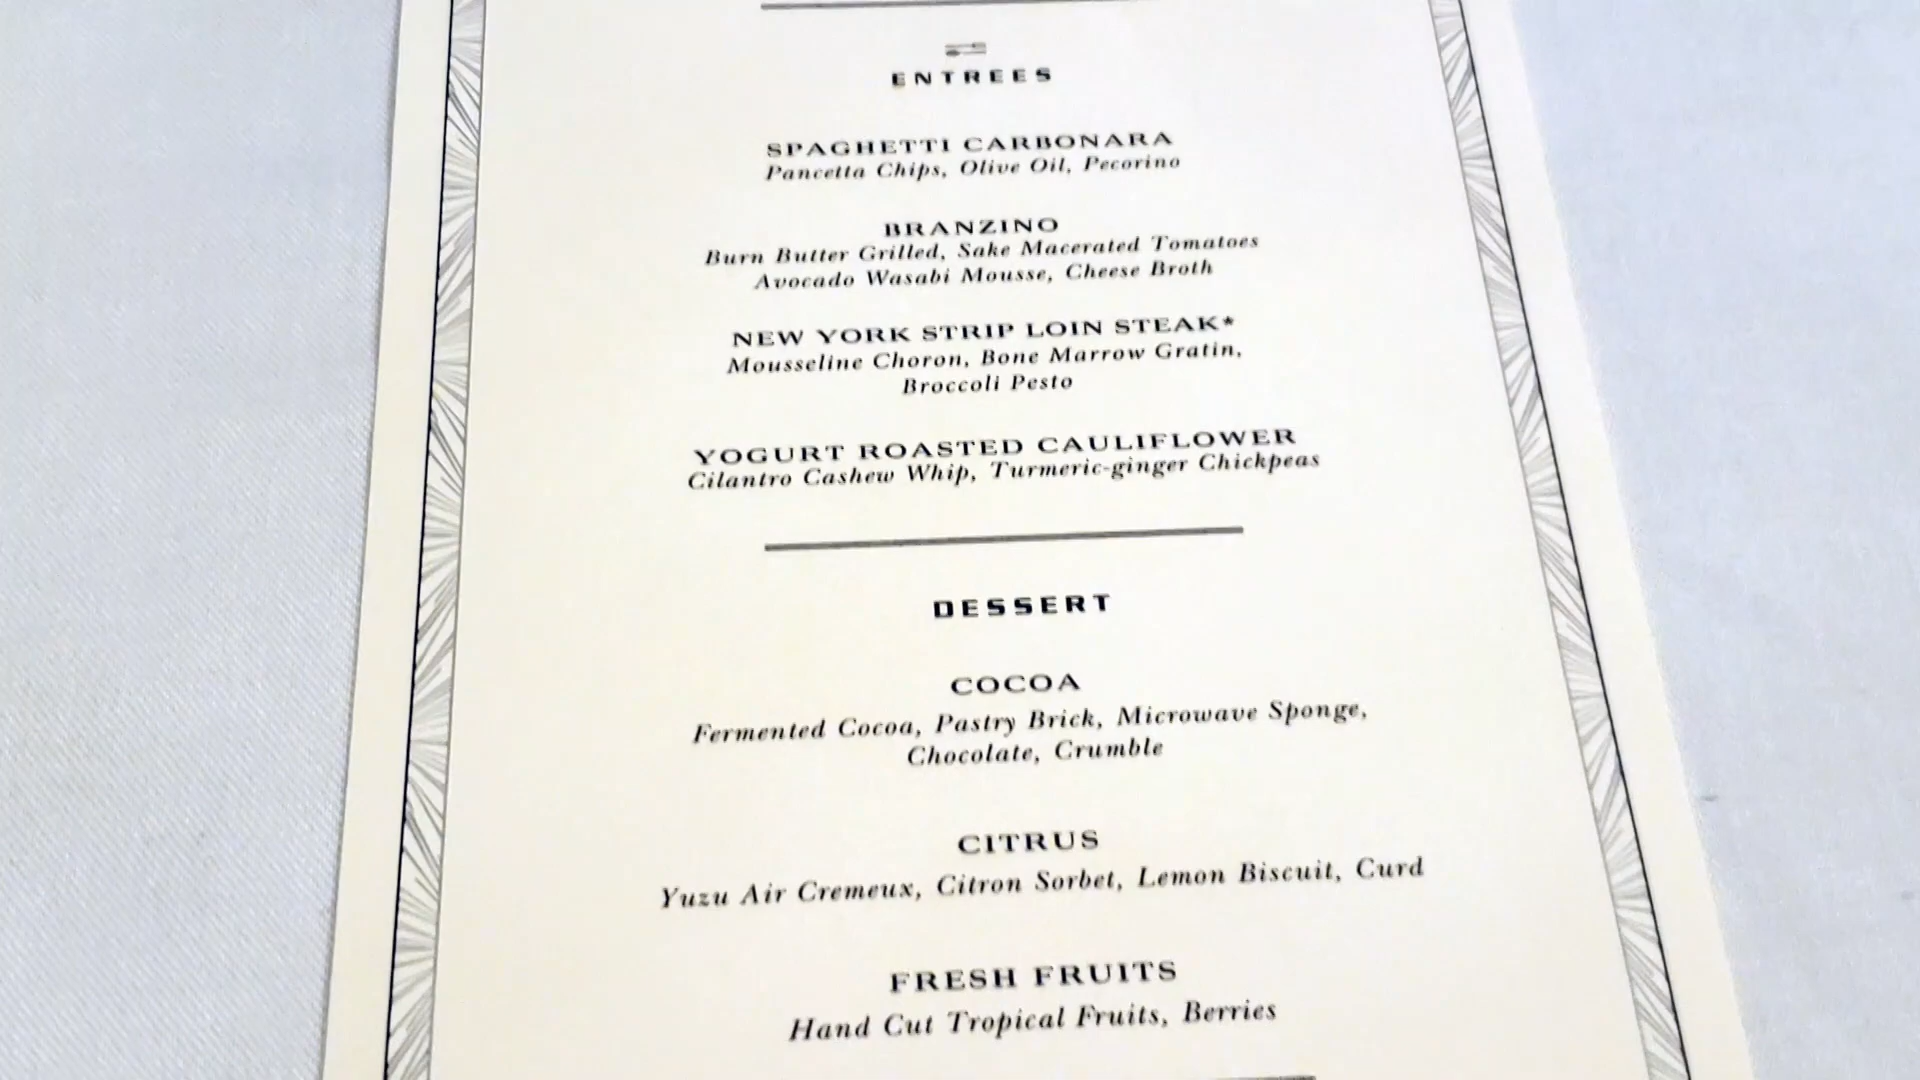 ENTREES
SPAGHETTI CARBONARA
Pancetta Chips, Olive Oil, Pecorino
BRANZINO
Burn Butter Grilled, Sake Macerated Tomatoes
Avocado Wasabi Mousse, Cheese Broth
NEW YORK STRIP LOIN STEAK*
Mousseline Choron, Bone Marrow Gratin,
Broccoli Pesto
YOGURT ROASTED CAULIFLOWER
Cilantro Cashew Whip, Turmeric-ginger Chickpeas
DESSERT
COCOA
Fermented Cocoa, Pastry Brick, Microwave Sponge,
Chocolate, Crumble
CITRUS
Yuzu Air Cremeux, Citron Sorbet, Lemon Biscuit, Curd
FRESH FRUITS
Hand Cut Tropical Fruits, Berries